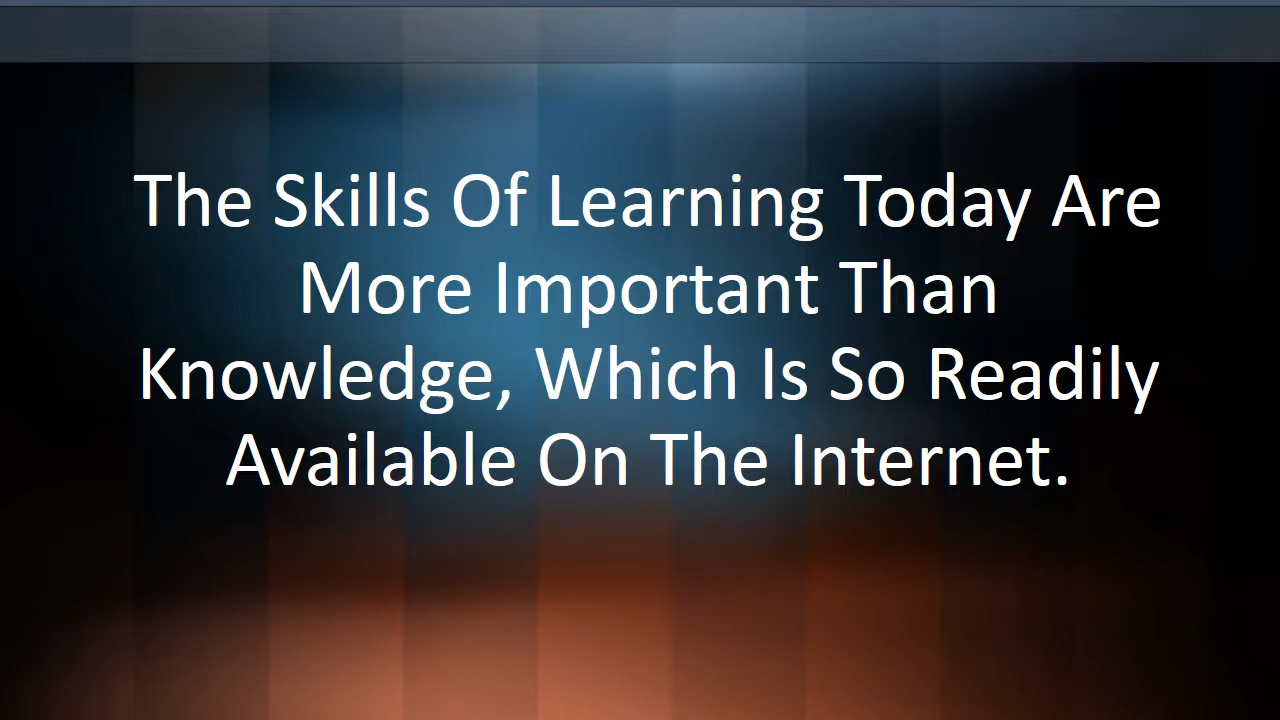 The Skills Of Learning Today Are
More Important Than
Knowledge, Which Is So Readily
Available On The Internet.